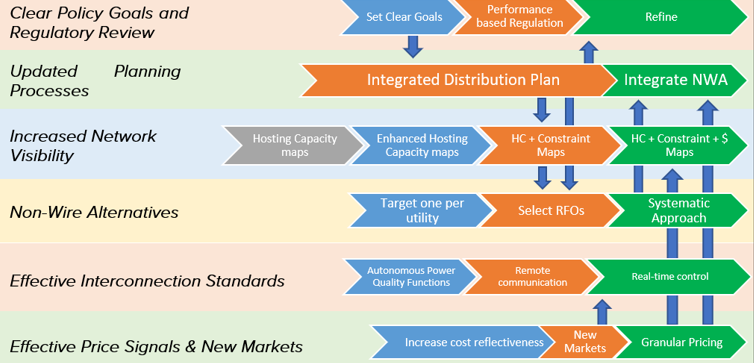 Clear Policy Goals and
Regulatory Review
Set Clear Goals
Performance
based Regulation
Refine
Updated Planning
Processes
Integrated Distribution Plan
Integrate NWA
Increased Network
Visibility
Hosting Capacity
maps
Enhanced Hosting
Capacity maps
HC + Constraint
Maps
HC + Constraint + $
Maps
Non-Wire Alternatives
Target one per
utility
Select RFOs
Systematic
Approach
Effective Interconnection Standards
Autonomous Power
Quality Functions
Remote
communication
Real-time control
Effective Price Signals & New Markets
Increase cost reflectiveness
New
Markets
Granular Pricing